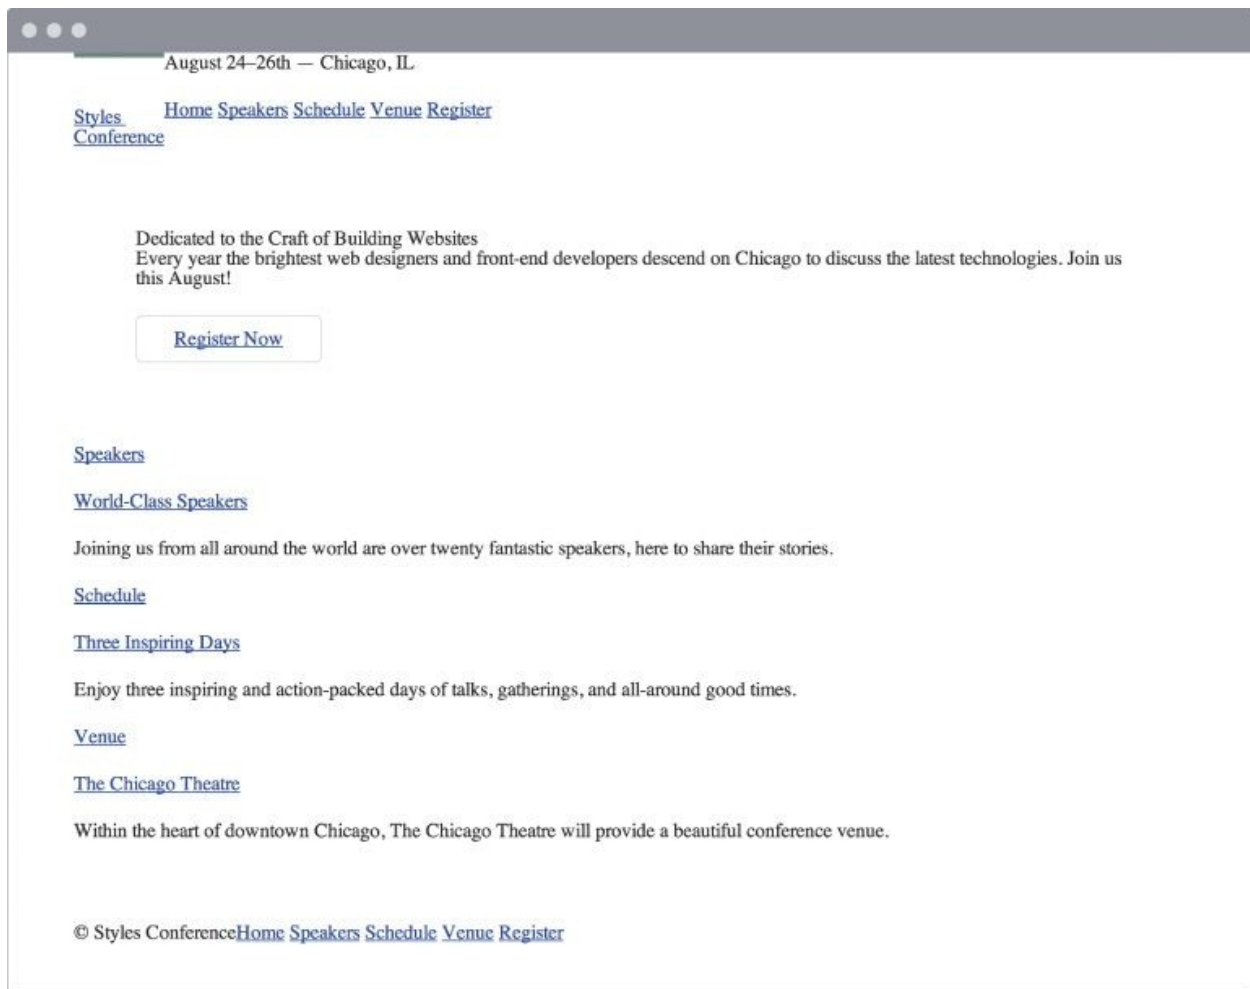 August 24–26th — Chicago, IL
Home Speakers Schedule Venue Register
Styles
Conference
Dedicated to the Craft of Building Websites
Every year the brightest web designers and front-end developers descend on Chicago to discuss the latest technologies. Join us
this August!
Register Now
Speakers
World-Class Speakers
Joining us from all around the world are over twenty fantastic speakers, here to share their stories.
Schedule
Three Inspiring Days
Enjoy three inspiring and action-packed days of talks, gatherings, and all-around good times.
Venue
The Chicago Theatre
Within the heart of downtown Chicago, The Chicago Theatre will provide a beautiful conference venue.
© Styles ConferenceHome Speakers Schedule Venue Register